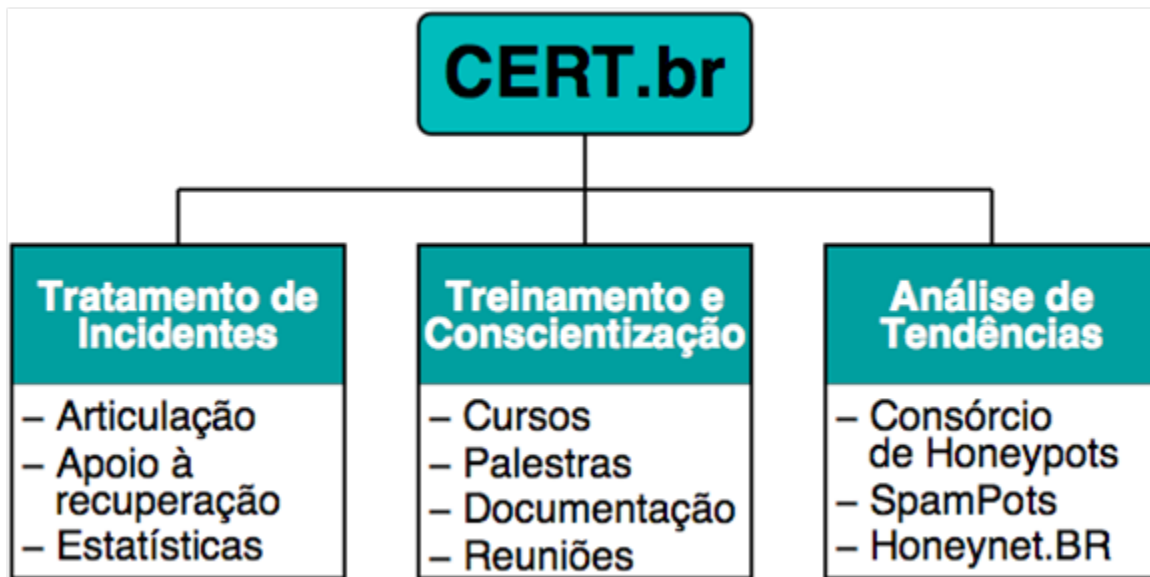 CERT.br
Tratamento de
Incidentes
– Articulação
– Apoio à
recuperação
– Estatísticas
Treinamento e
Conscientização
– Cursos
– Palestras
– Documentação
– Reuniões
Análise de
Tendências
– Consórcio
de Honeypots
– SpamPots
– Honeynet.BR